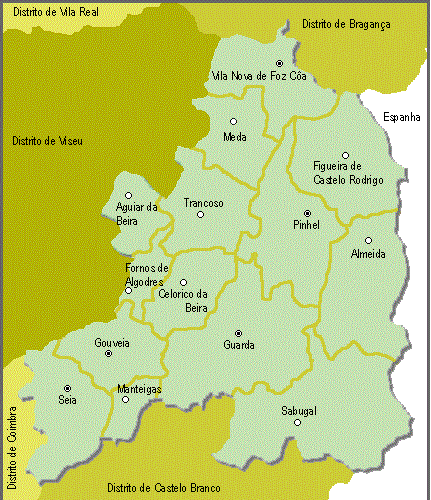 Distrito de Vila Real
Distrito de Bragança
Vila Nova de Foz Côa
Espanha
Meda
Distrito de Viseu
Figueira de
Castelo Rodrigo
Aguiar da
Beira
Trancoso
Pinhel
Almeida
Fornos de
Algodres
Celorico da
Beira
Gouveia
Guarda
Manteigas
Seia
Sabugal
Distrito de Coimbra
Distrito de Castelo Branco